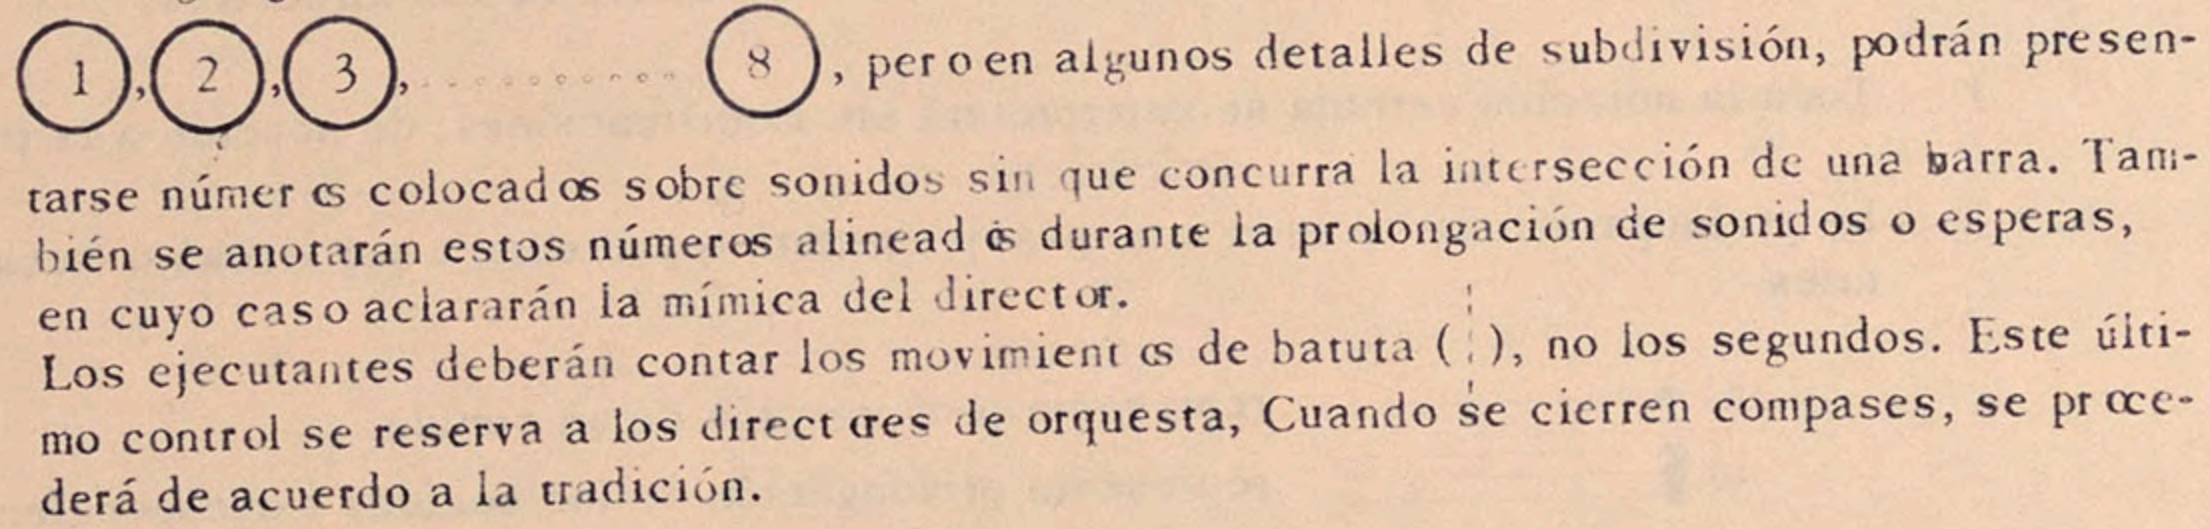 1, 2, 3, ........... 8, pero en algunos detalles de subdivisión, podrán presen-
tarse números colocados sobre sonidos sin que concurra la intersección de una barra. Tam-
bién se anotarán estos números alineados durante la prolongación de sonidos o esperas,
en cuyo caso aclararán la mímica del director.
Los ejecutantes deberán contar los movimientos de batuta ( ¦ ), no los segundos. Este últi-
mo control se reserva a los directores de orquesta, Cuando se cierren compases, se proce-
derá de acuerdo a la tradición.